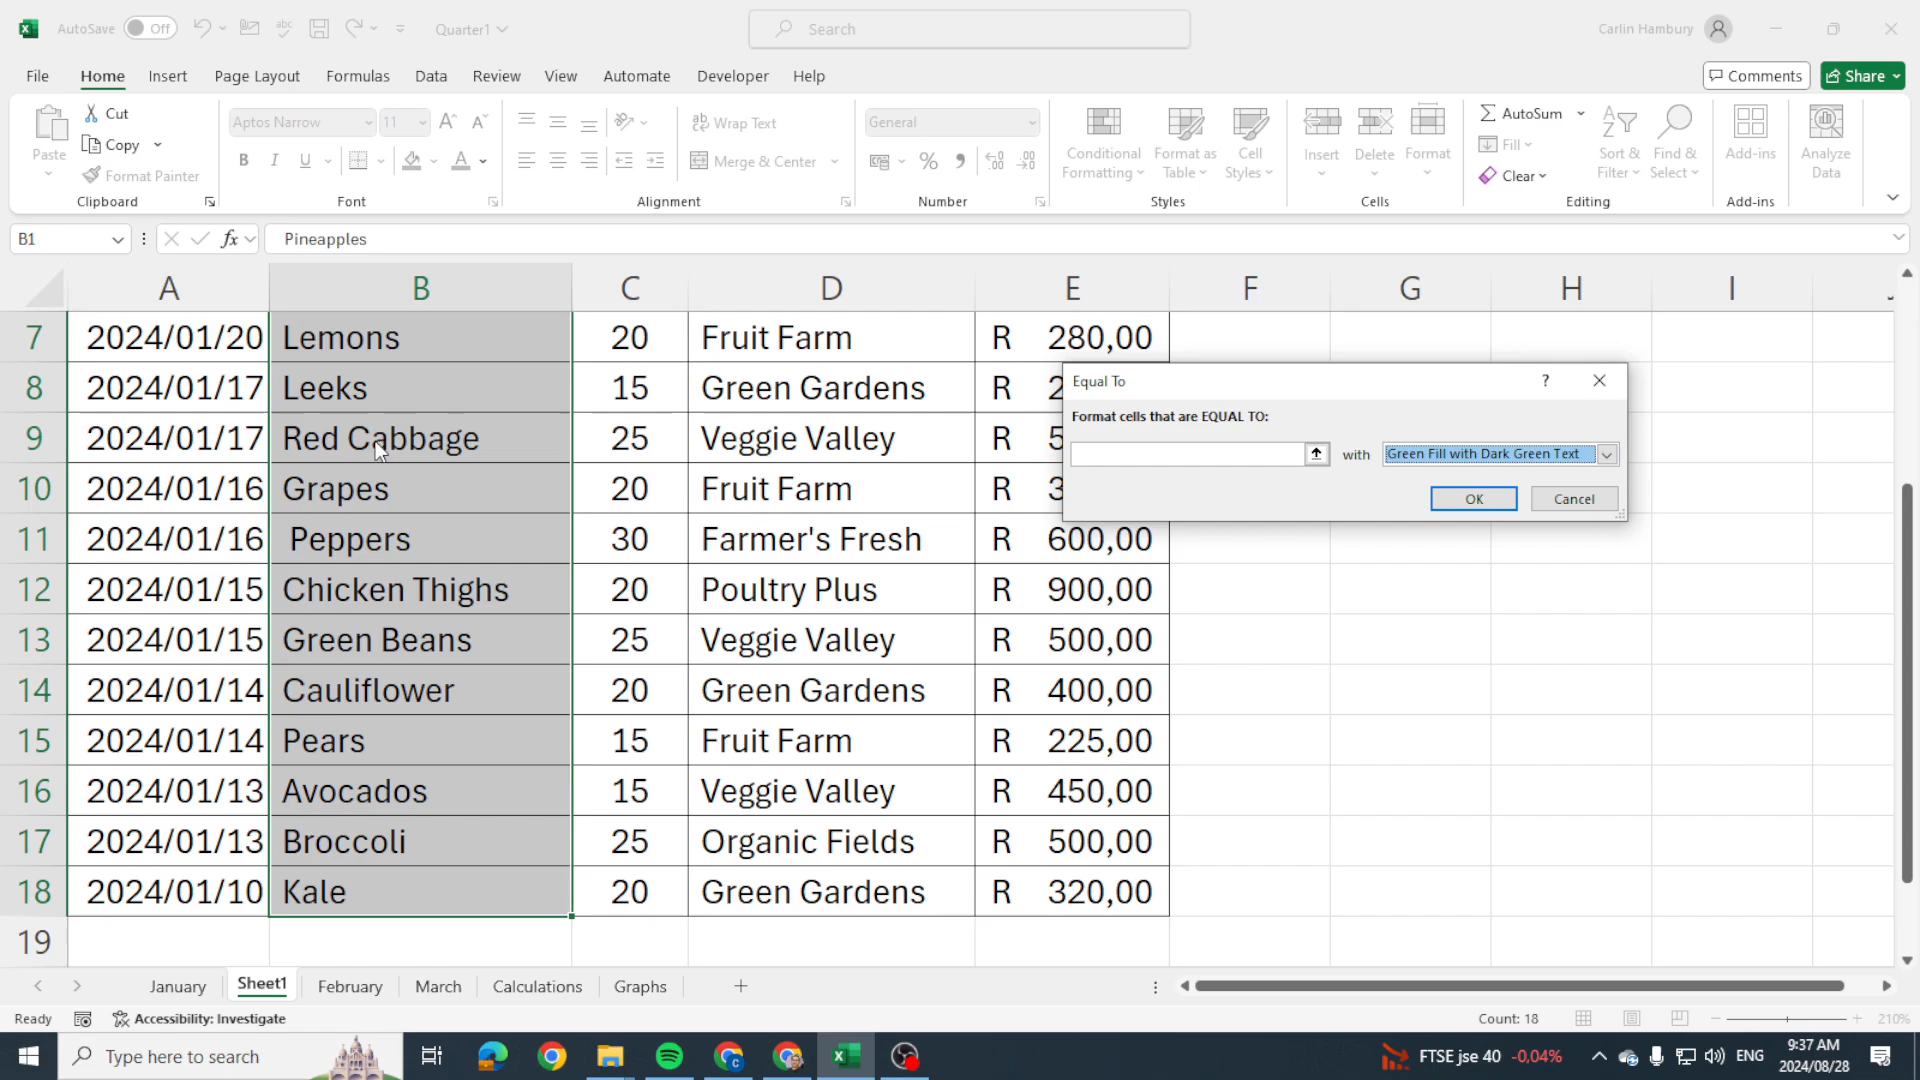 AutoSave Off Quarter1 Search Carlin Hambury
File Home Insert Page Layout Formulas Data Review View Automate Developer Help Comments Share
Paste Cut Copy Format Painter Clipboard
Aptos Narrow 11 B I U A Font
Wrap Text Merge & Center Alignment
General % Number
Conditional Formatting Format as Table Cell Styles Styles
Insert Delete Format Cells
AutoSum Fill Clear Sort & Filter Find & Select Editing
Add-ins Add-ins
Analyze Data
B1 fx Pineapples
A B C D E F G H I
7 2024/01/20 Lemons 20 Fruit Farm R 280,00
8 2024/01/17 Leeks 15 Green Gardens R 2
9 2024/01/17 Red Cabbage 25 Veggie Valley R 5
10 2024/01/16 Grapes 20 Fruit Farm R 3
11 2024/01/16 Peppers 30 Farmer's Fresh R 600,00
12 2024/01/15 Chicken Thighs 20 Poultry Plus R 900,00
13 2024/01/15 Green Beans 25 Veggie Valley R 500,00
14 2024/01/14 Cauliflower 20 Green Gardens R 400,00
15 2024/01/14 Pears 15 Fruit Farm R 225,00
16 2024/01/13 Avocados 15 Veggie Valley R 450,00
17 2024/01/13 Broccoli 25 Organic Fields R 500,00
18 2024/01/10 Kale 20 Green Gardens R 320,00
19
Equal To ?
Format cells that are EQUAL TO:
with Green Fill with Dark Green Text
OK Cancel
January Sheet1 February March Calculations Graphs
Ready Accessibility: Investigate Count: 18 210%
Type here to search FTSE jse 40 -0,04% ENG 9:37 AM
2024/08/28